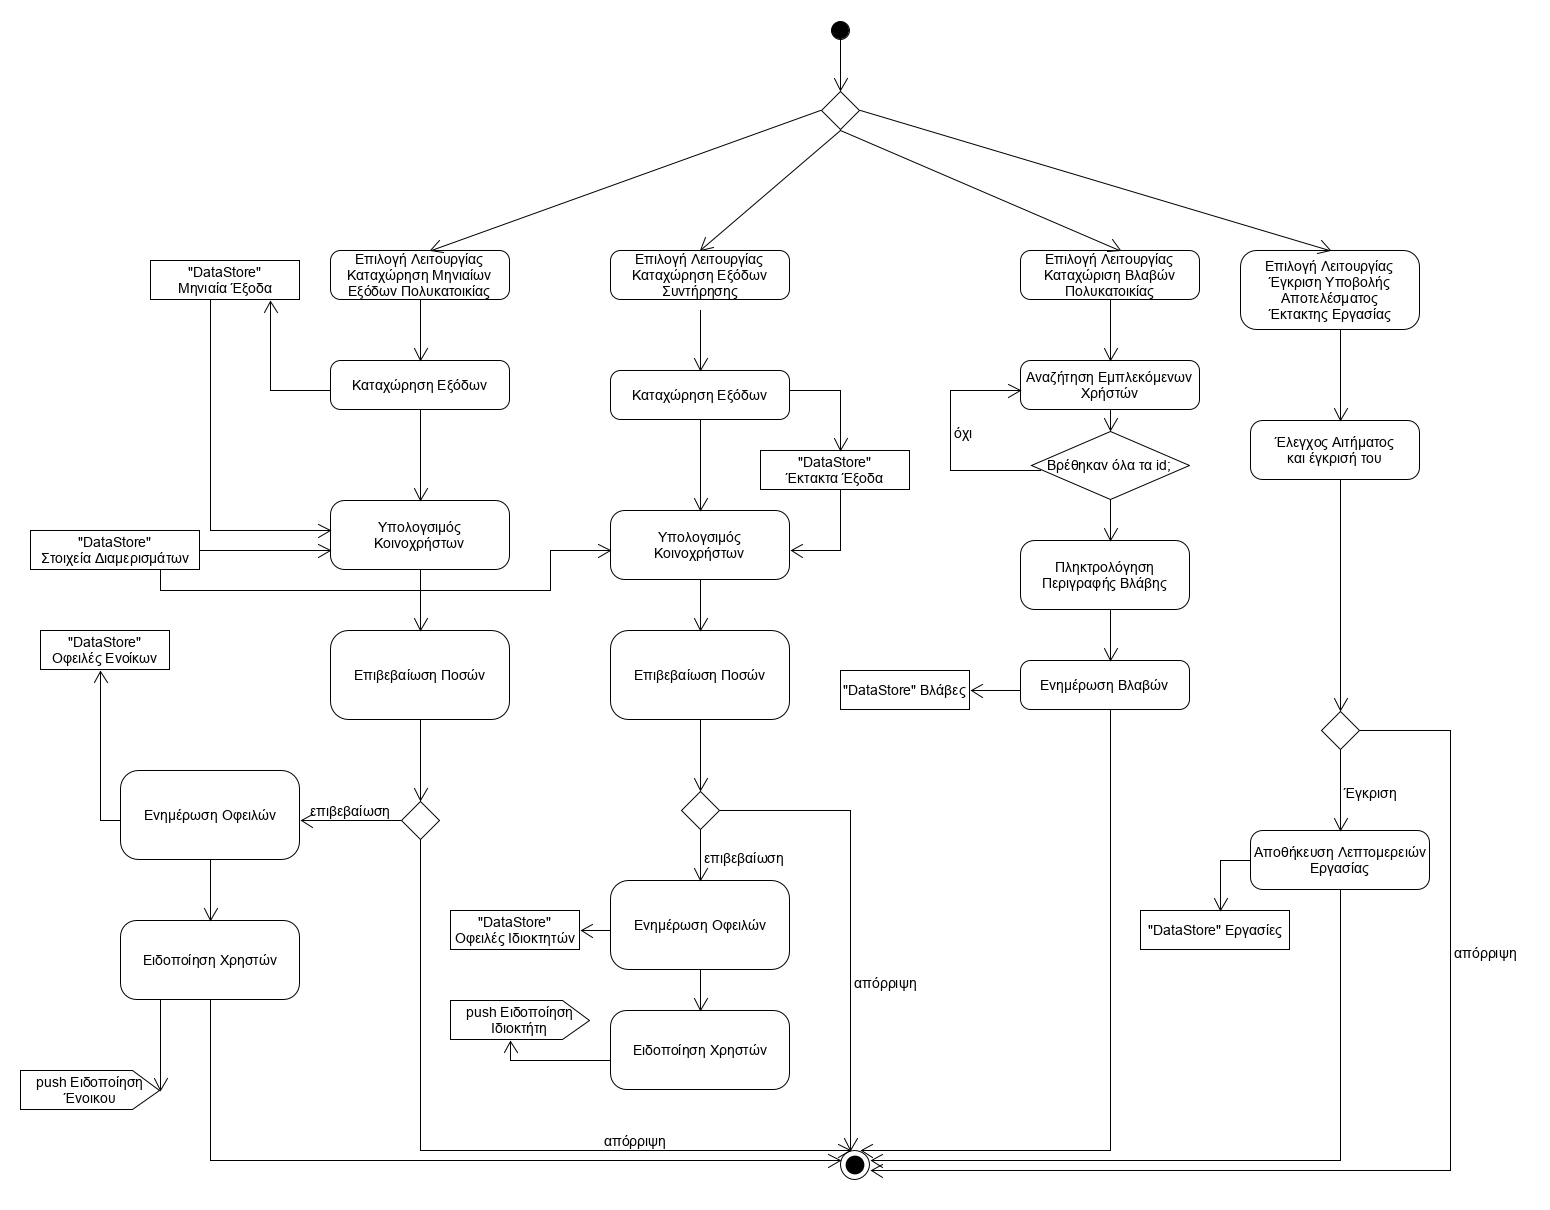 Επιλογή Λειτουργίας
Καταχώρηση Μηνιαίων
Εξόδων Πολυκατοικίας
Επιλογή Λειτουργίας
Καταχώρηση Εξόδων
Συντήρησης
Επιλογή Λειτουργίας
Καταχώριση Βλαβών
Πολυκατοικίας
Επιλογή Λειτουργίας
Έγκριση Υποβολής
Αποτελέσματος
Έκτακτης Εργασίας
"DataStore"
Μηνιαία Έξοδα
Καταχώρηση Εξόδων
Καταχώρηση Εξόδων
Αναζήτηση Εμπλεκόμενων
Χρήστών
όχι
Βρέθηκαν όλα τα id;
Έλεγχος Αιτήματος
και έγκρισή του
"DataStore"
Έκτακτα Έξοδα
"DataStore"
Στοιχεία Διαμερισμάτων
Υπολογσιμός
Κοινοχρήστων
Υπολογσιμός
Κοινοχρήστων
Πληκτρολόγηση
Περιγραφής Βλάβης
"DataStore"
Οφειλές Ενοίκων
Επιβεβαίωση Ποσών
Επιβεβαίωση Ποσών
"DataStore" Βλάβες
Ενημέρωση Βλαβών
Ενημέρωση Οφειλών
επιβεβαίωση
επιβεβαίωση
Έγκριση
Αποθήκευση Λεπτομερειών
Εργασίας
"DataStore" Εργασίες
απόρριψη
"DataStore"
Οφειλές Ιδιοκτητών
Ενημέρωση Οφειλών
Ειδοποίηση Χρηστών
απόρριψη
push Ειδοποίηση
Ιδιοκτήτη
Ειδοποίηση Χρηστών
push Ειδοποίηση
Ένοικου
απόρριψη